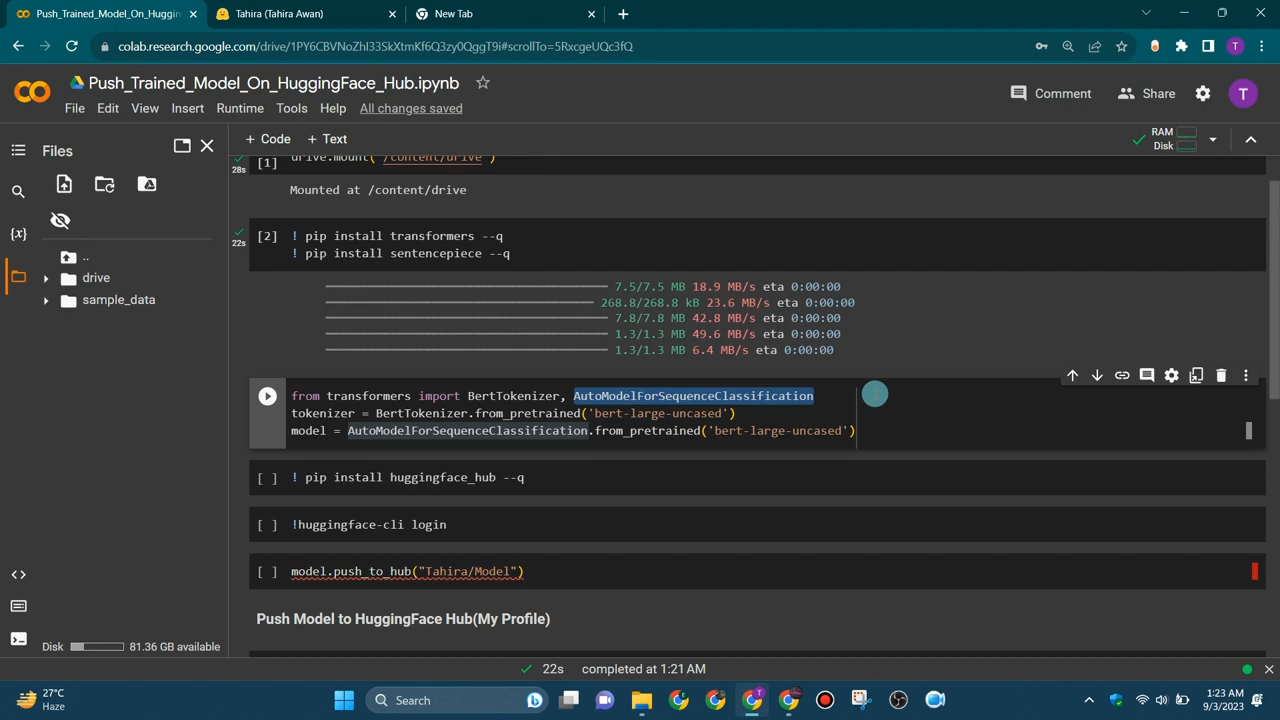 Push_Trained_Model_On_Hugging
Tahira (Tahira Awan)
New Tab
colab.research.google.com/drive/1PY6CBVNoZhI33SkXtmKf6Q3zy0QggT9i#scrollTo=5RxcgeUQc3fQ
T
Push_Trained_Model_On_HuggingFace_Hub.ipynb
File Edit View Insert Runtime Tools Help All changes saved
Comment Share T
Files
+ Code + Text
RAM
Disk
[1] drive.mount('/content/drive')
28s
Mounted at /content/drive
[2] ! pip install transformers --q
22s
! pip install sentencepiece --q
7.5/7.5 MB 18.9 MB/s eta 0:00:00
268.8/268.8 kB 23.6 MB/s eta 0:00:00
7.8/7.8 MB 42.8 MB/s eta 0:00:00
1.3/1.3 MB 49.6 MB/s eta 0:00:00
1.3/1.3 MB 6.4 MB/s eta 0:00:00
{x}
..
drive
sample_data
from transformers import BertTokenizer, AutoModelForSequenceClassification
tokenizer = BertTokenizer.from_pretrained('bert-large-uncased')
model = AutoModelForSequenceClassification.from_pretrained('bert-large-uncased')
[ ] ! pip install huggingface_hub --q
[ ] !huggingface-cli login
[ ] model.push_to_hub("Tahira/Model")
Push Model to HuggingFace Hub(My Profile)
Disk 81.36 GB available
22s completed at 1:21 AM
27°C
Haze
Search
1:23 AM
9/3/2023